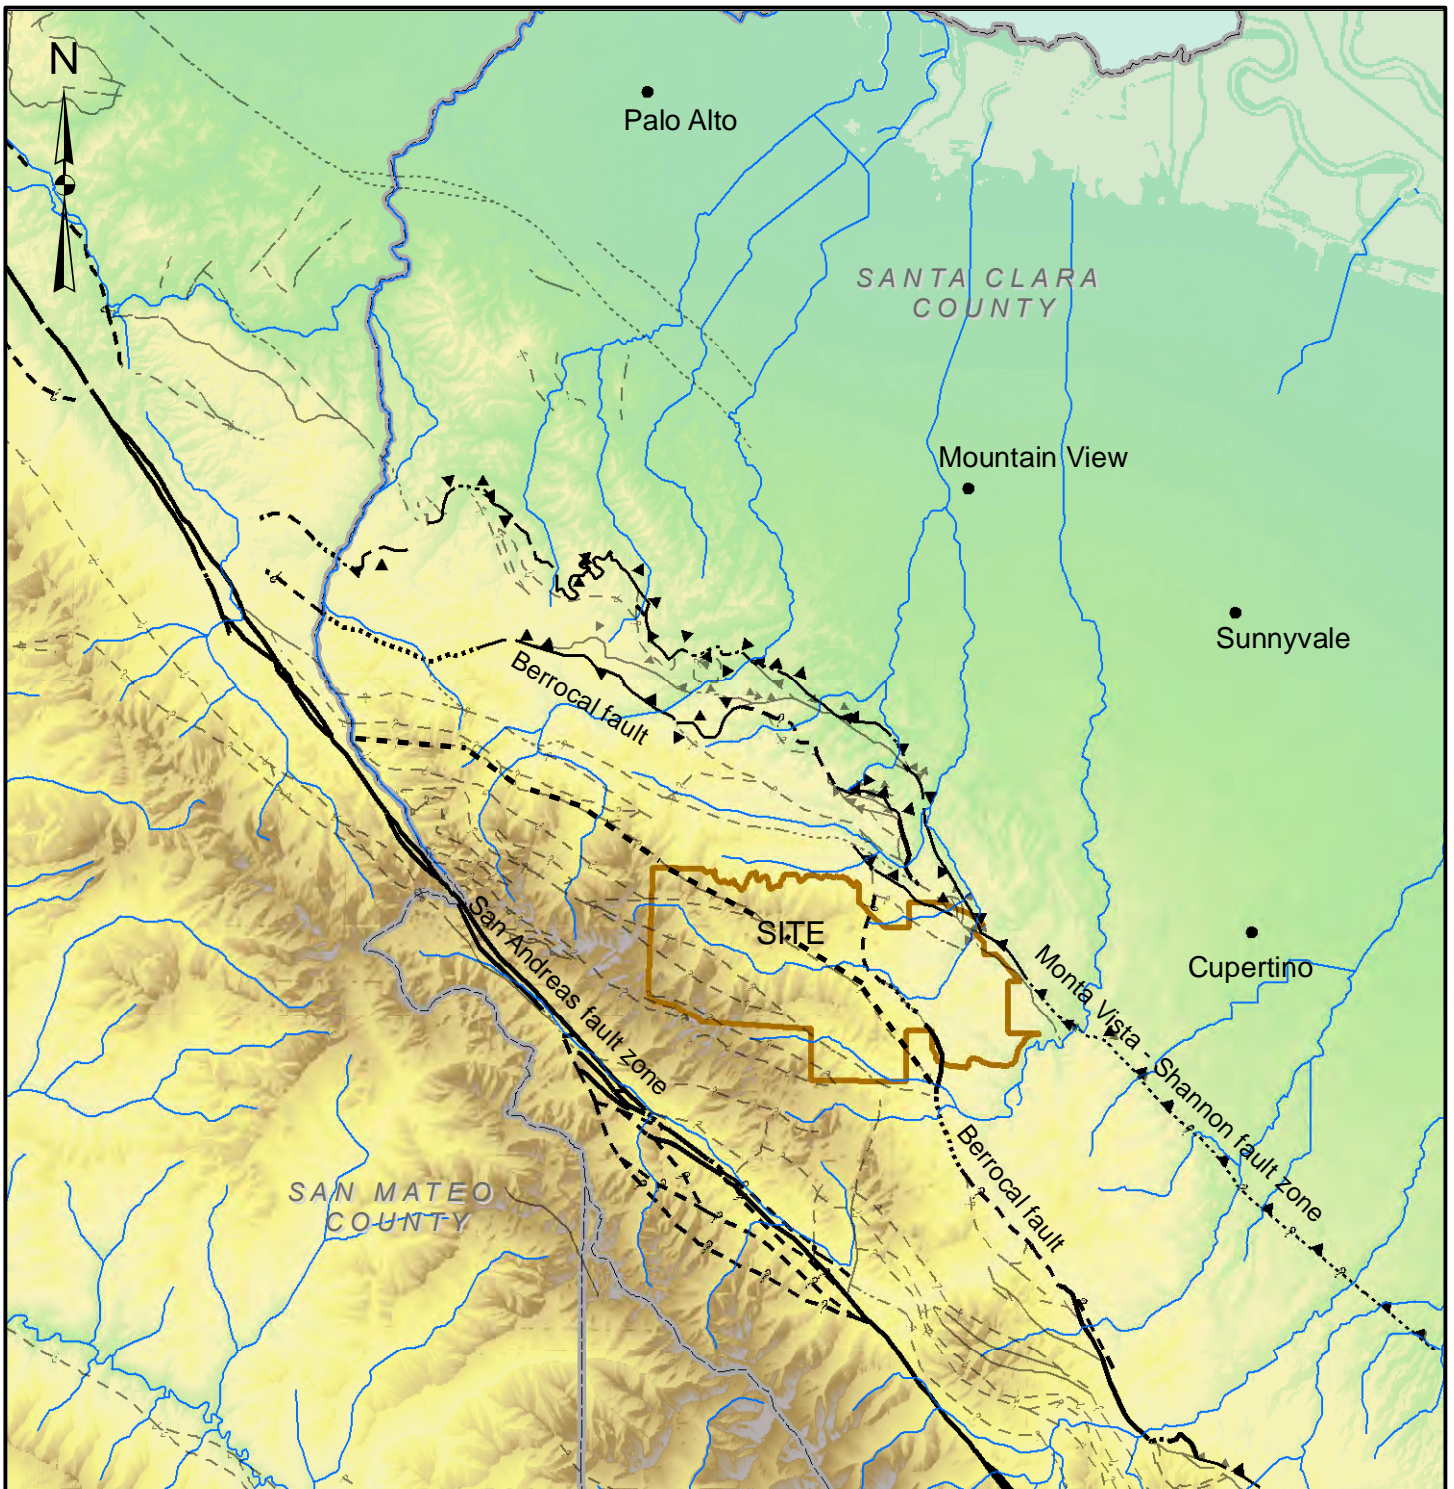 N
Palo Alto
SANTA CLARA
COUNTY
Mountain View
Sunnyvale
Berrocal fault
San Andreas fault zone
SITE
Cupertino
Monta Vista - Shannon fault zone
Berrocal fault
SAN MATEO
COUNTY